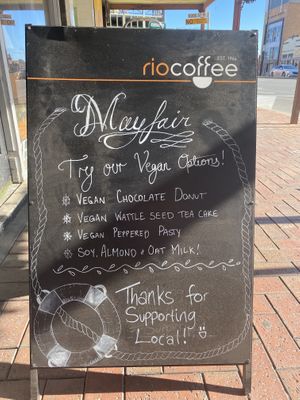 riocoffee
EST. 1964
Mayfair
Try our Vegan Options!
Vegan Chocolate Donut
Vegan Wattle Seed Tea Cake
Vegan Peppered Pasty
Soy, Almond & Oat Milk!
Thanks for
Supporting
Local!